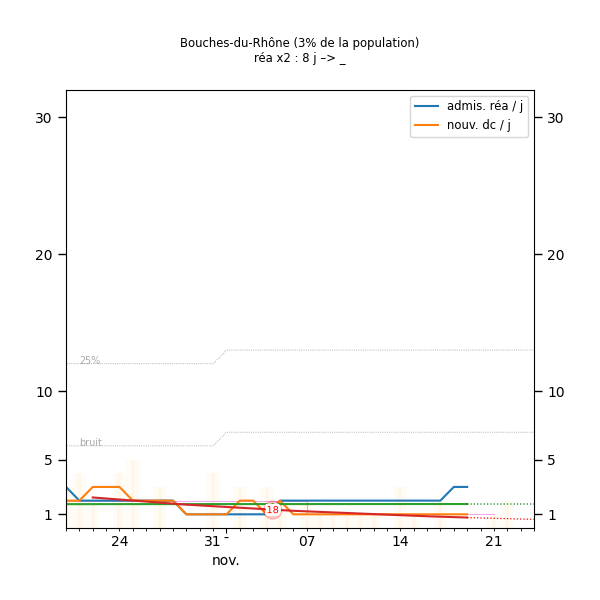 Bouches-du-Rhône (3% de la population)
réa x2 : 8 j –> _
admis. réa / j
nouv. dc / j
30
30
20
20
25%
10
10
bruit
5
5
18
1
1
24
31 -
07
14
21
nov.